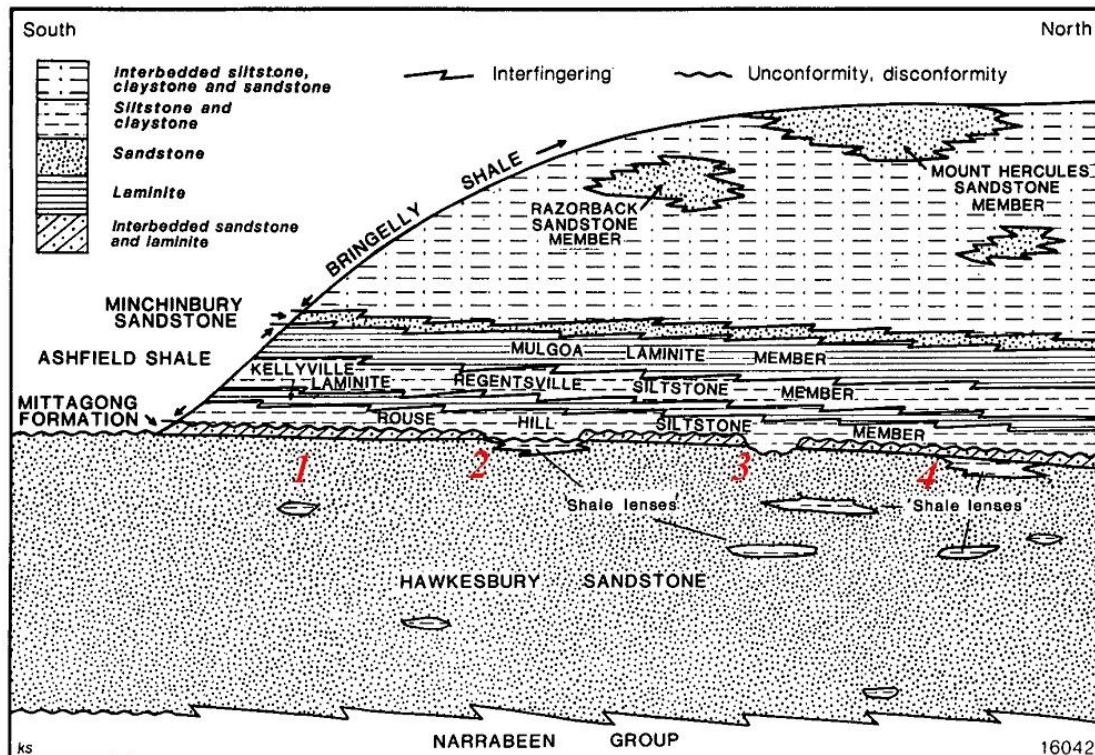 South
North
Interbedded siltstone,
claystone and sandstone
Siltstone and
claystone
Sandstone
Laminite
Interbedded sandstone
and laminite
Interfingering
Unconformity, disconformity
BRINGELLY SHALE
RAZORBACK
SANDSTONE
MEMBER
MOUNT HERCULES
SANDSTONE
MEMBER
MINCHINBURY
SANDSTONE
ASHFIELD SHALE
MITTAGONG
FORMATION
MULGOA LAMINITE MEMBER
KELLYVILLE
LAMINITE
REGENTSVILLE SILTSTONE MEMBER
ROUSE HILL SILTSTONE MEMBER
1
2
3
4
Shale lenses
Shale lenses
HAWKESBURY SANDSTONE
NARRABEEN GROUP
ks
16042